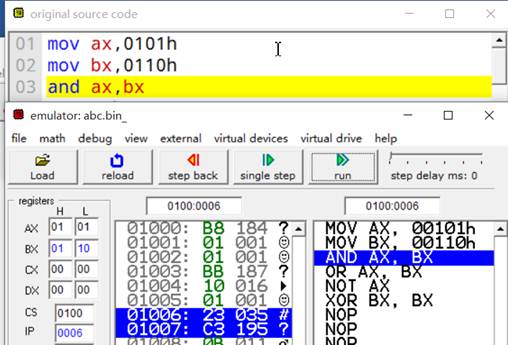 original source code
01 mov ax,0101h
02 mov bx,0110h
03 and ax,bx
emulator: abc.bin_
file math debug view external virtual devices virtual drive help
Load reload step back single step run step delay ms: 0
registers 0100:0006 0100:0006
H L
AX 01 01
BX 01 10
CX 00 00
DX 00 00
CS 0100
IP 0006
01000: B8 184 ?
01001: 01 001 ☺
01002: 01 001 ☺
01003: BB 187 ?
01004: 10 016 ►
01005: 01 001 ☺
01006: 23 035 #
01007: C3 195 ?
01008: 0B 011 ♂
MOV AX, 00101h
MOV BX, 00110h
AND AX, BX
OR AX, BX
NOT AX
XOR BX, BX
NOP
NOP
NOP